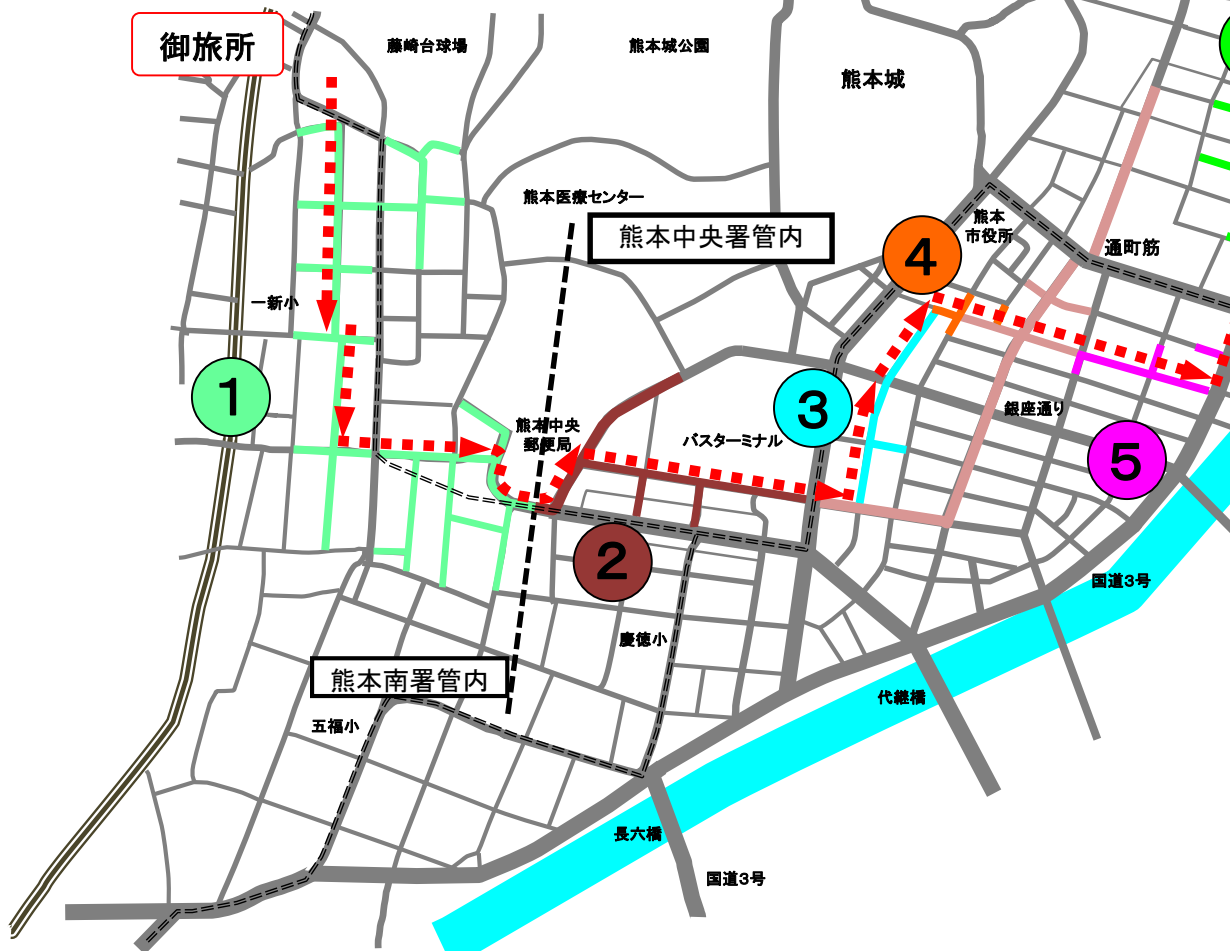 御旅所
藤崎台球場
熊本城公園
熊本城
熊本医療センター
熊本中央署管内
熊本
市役所
通町筋
4
一新小
1
3
熊本中央
郵便局
バスターミナル
銀座通り
5
2
国道3号
慶徳小
熊本南署管内
五福小
代継橋
長六橋
国道3号